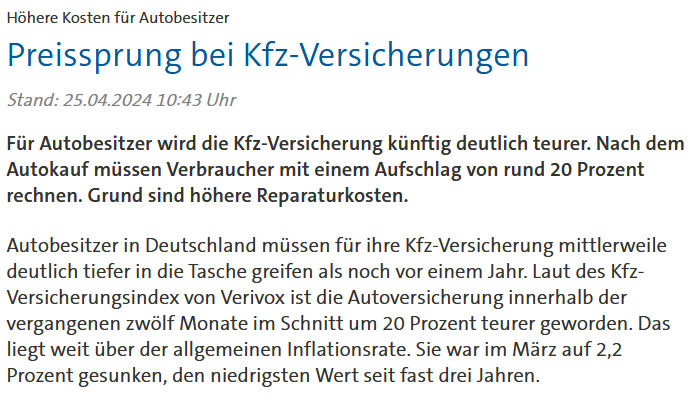 Höhere Kosten für Autobesitzer
Preissprung bei Kfz-Versicherungen
Stand: 25.04.2024 10:43 Uhr
Für Autobesitzer wird die Kfz-Versicherung künftig deutlich teurer. Nach dem
Autokauf müssen Verbraucher mit einem Aufschlag von rund 20 Prozent
rechnen. Grund sind höhere Reparaturkosten.
Autobesitzer in Deutschland müssen für ihre Kfz-Versicherung mittlerweile
deutlich tiefer in die Tasche greifen als noch vor einem Jahr. Laut des Kfz-
Versicherungsindex von Verivox ist die Autoversicherung innerhalb der
vergangenen zwölf Monate im Schnitt um 20 Prozent teurer geworden. Das
liegt weit über der allgemeinen Inflationsrate. Sie war im März auf 2,2
Prozent gesunken, den niedrigsten Wert seit fast drei Jahren.